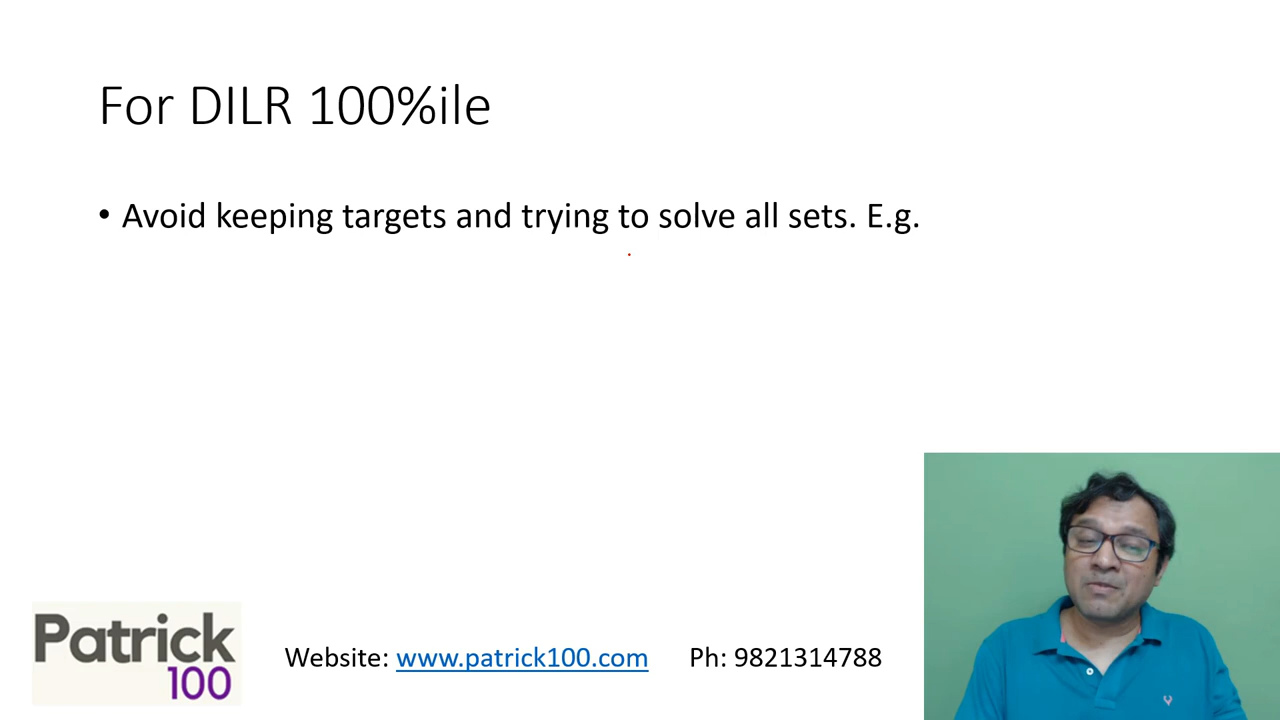 For DILR 100%ile
• Avoid keeping targets and trying to solve all sets. E.g.
Patrick
100
Website: www.patrick100.com Ph: 9821314788